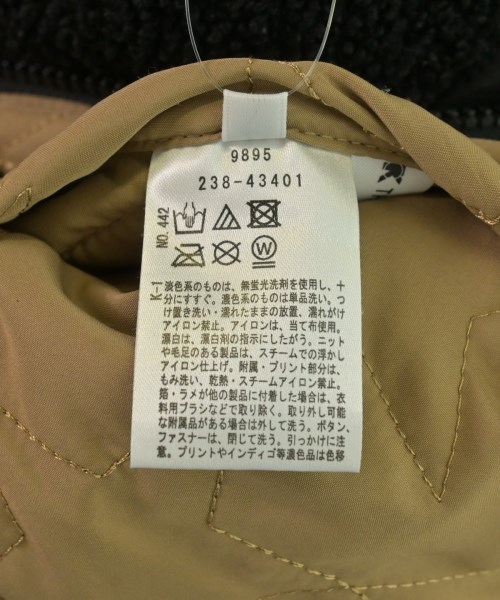 9895
238-43401
NO.442
W
K-1
淡色系のものは、無蛍光洗剤を使用し、十
分にすすぐ。濃色系のものは単品洗い。つ
け置き洗い・濡れたままの放置、濡れがけ
アイロン禁止。アイロンは、当て布使用。
漂白は、漂白剤の指示にしたがう。ニット
や毛足のある製品は、スチームでの浮かし
アイロン仕上げ。附属・プリント部分は、
もみ洗い、乾熱・スチームアイロン禁止。
箔・ラメが他の製品に付着した場合は、衣
料用ブラシなどで取り除く。取り外し可能
な附属品がある場合は外して洗う。ボタン、
ファスナーは、閉じて洗う。引っかけに注
意。プリントやインディゴ等濃色品は色移